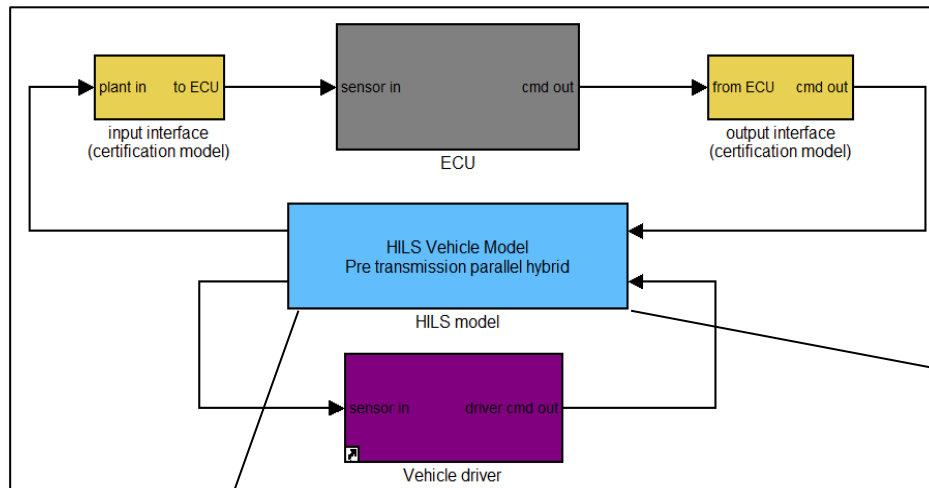 plant in to ECU
input interface
(certification model)
sensor in cmd out
ECU
from ECU cmd out
output interface
(certification model)
HILS Vehicle Model
Pre transmission parallel hybrid
HILS model
sensor in driver cmd out
Vehicle driver